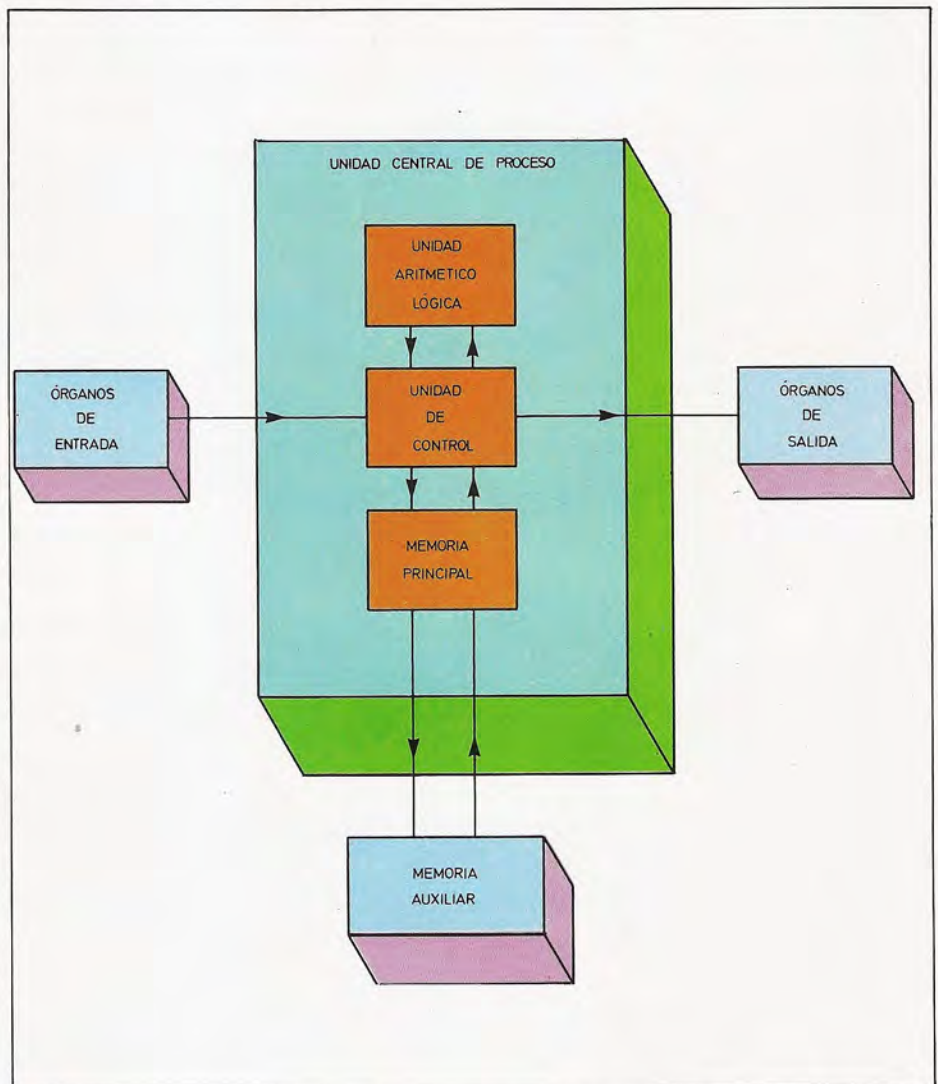 UNIDAD CENTRAL DE PROCESO
UNIDAD
ARITMETICO
LÓGICA
ÓRGANOS
DE
ENTRADA
UNIDAD
DE
CONTROL
ÓRGANOS
DE
SALIDA
MEMORIA
PRINCIPAL
MEMORIA
AUXILIAR